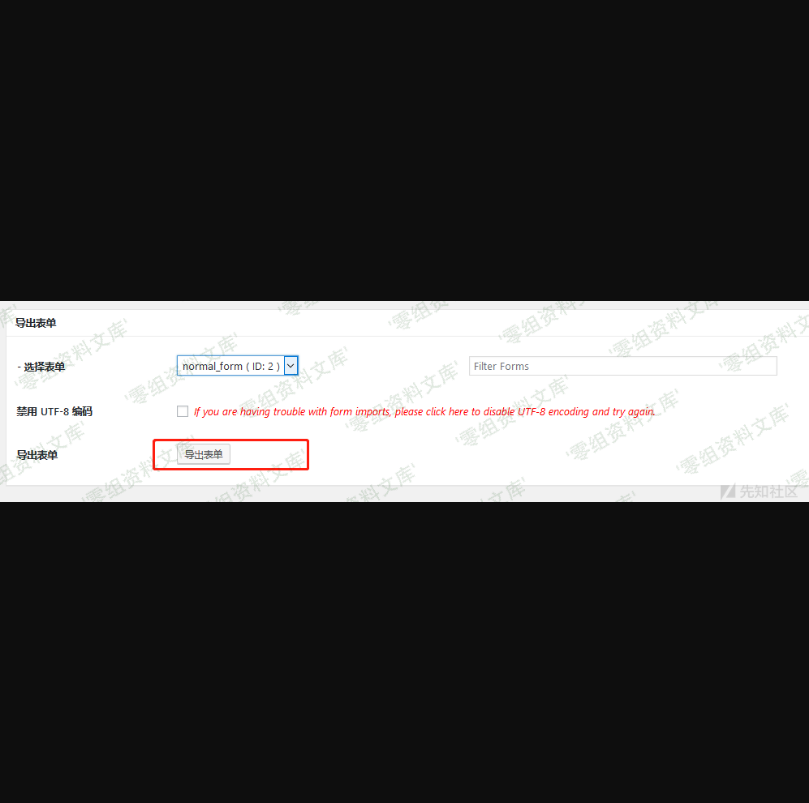 导出表单
- 选择表单 normal_form ( ID: 2 ) Filter Forms
禁用 UTF-8 编码 If you are having trouble with form imports, please click here to disable UTF-8 encoding and try again.
导出表单 导出表单
'零组资料文库'
先知社区